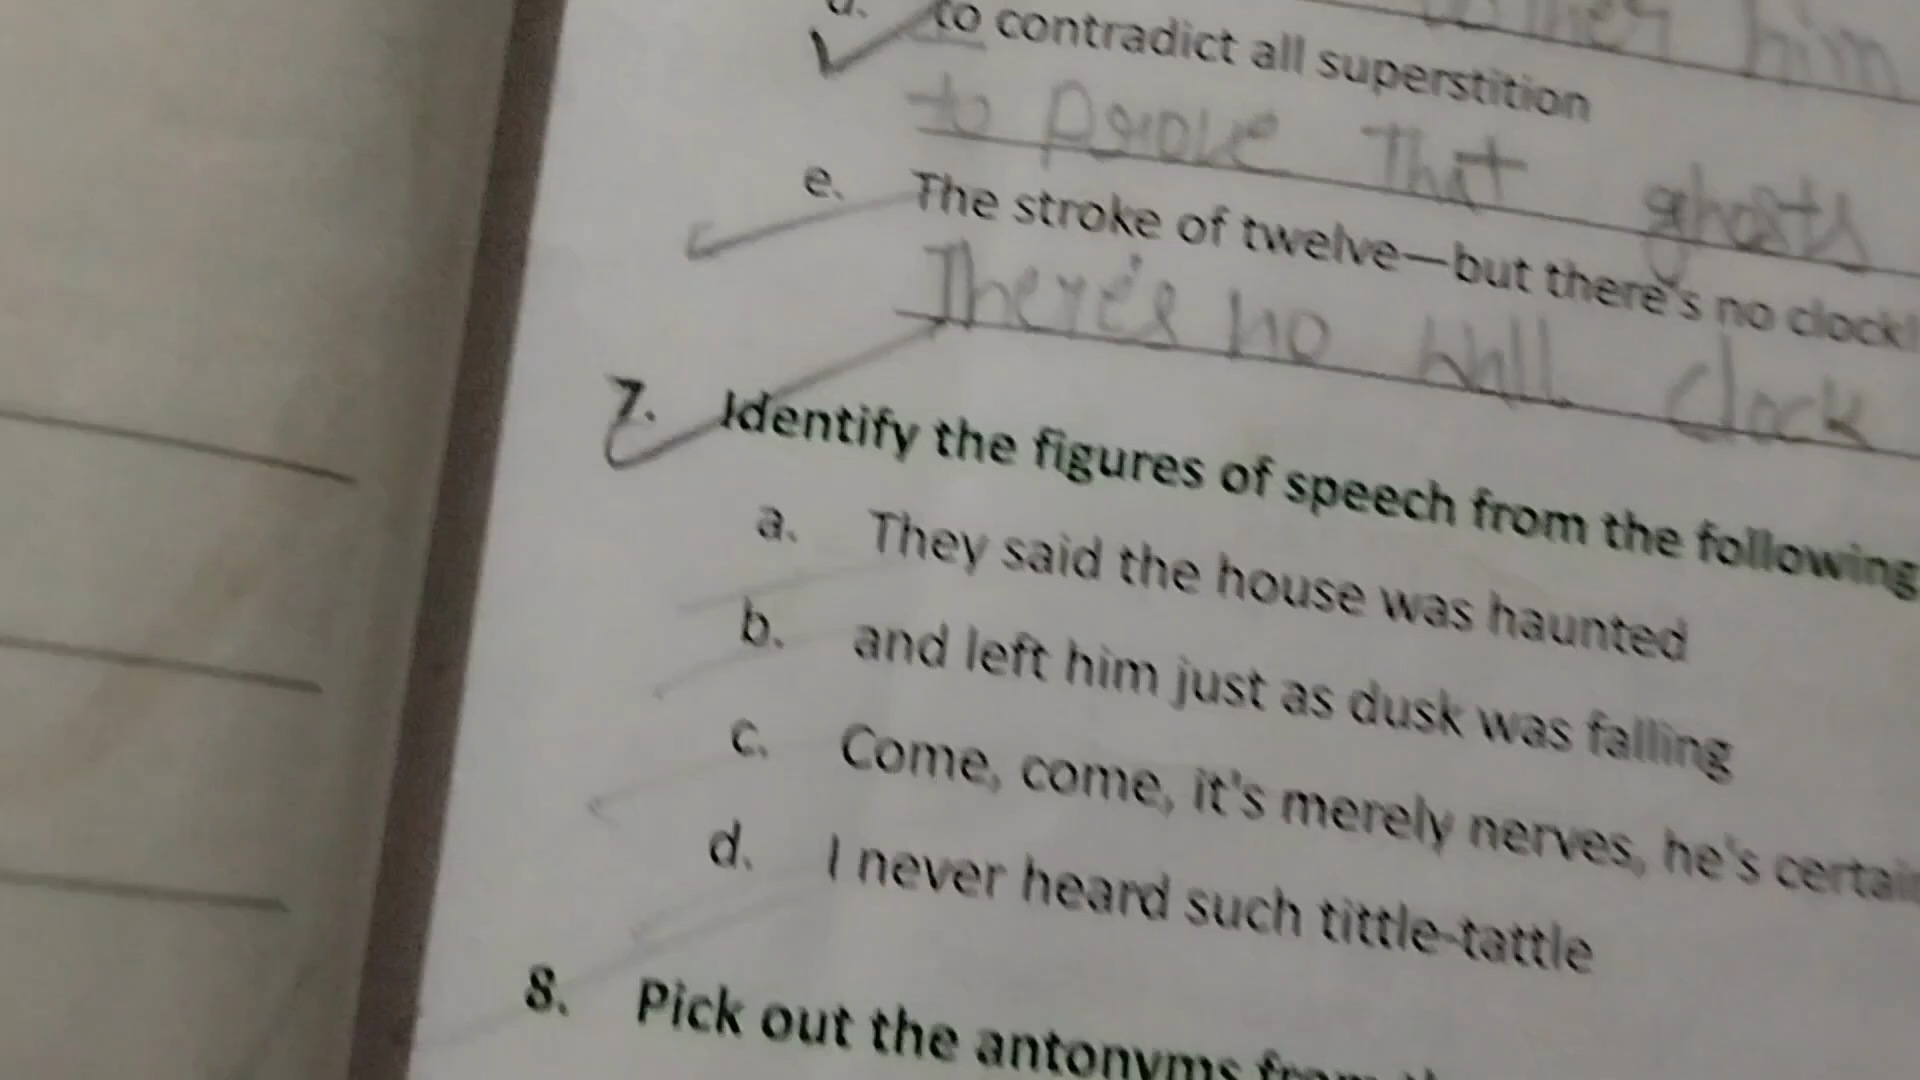 him
to contradict all superstition
to prove That ghosts
e. The stroke of twelve—but there's no clock!
There's no wall clock
7. Identify the figures of speech from the following
a. They said the house was haunted
b. and left him just as dusk was falling
c. Come, come, it's merely nerves, he's certain
d. I never heard such tittle-tattle
8. Pick out the antonyms from